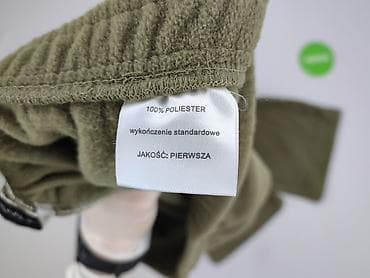 100% POLIESTER
wykończenie standardowe
JAKOŚĆ: PIERWSZA